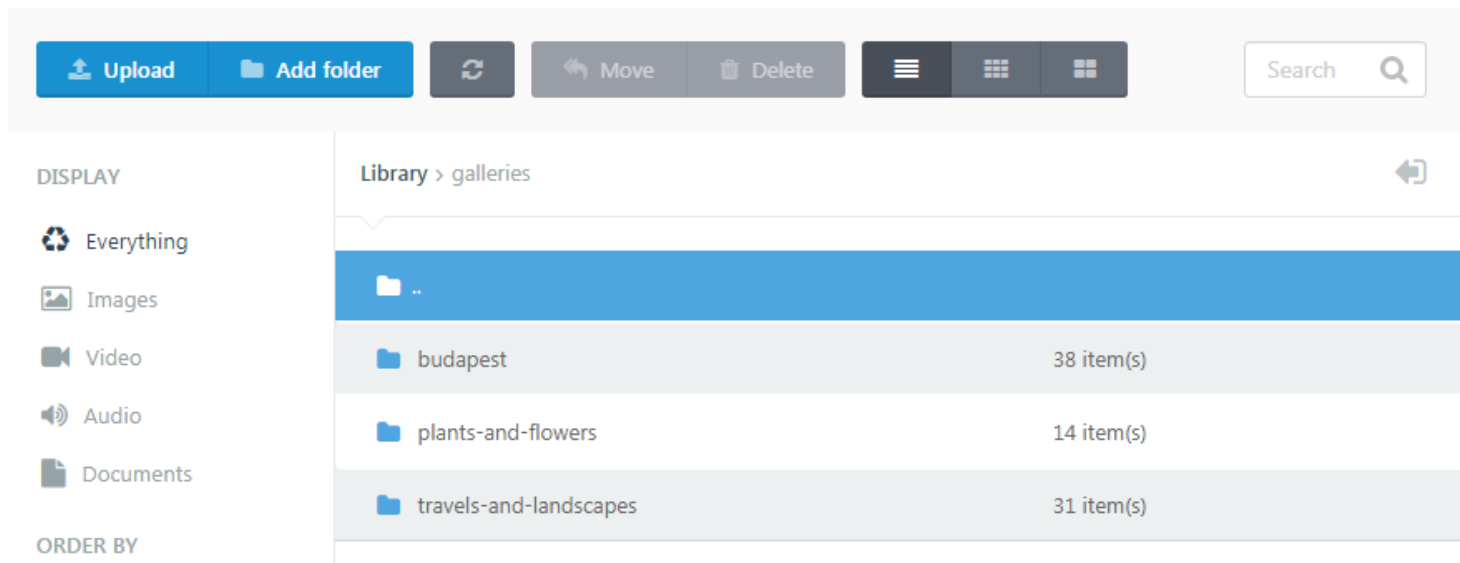 Upload Add folder Move Delete Search
DISPLAY
Library > galleries
Everything
Images
Video
Audio
Documents
ORDER BY
..
budapest 38 item(s)
plants-and-flowers 14 item(s)
travels-and-landscapes 31 item(s)